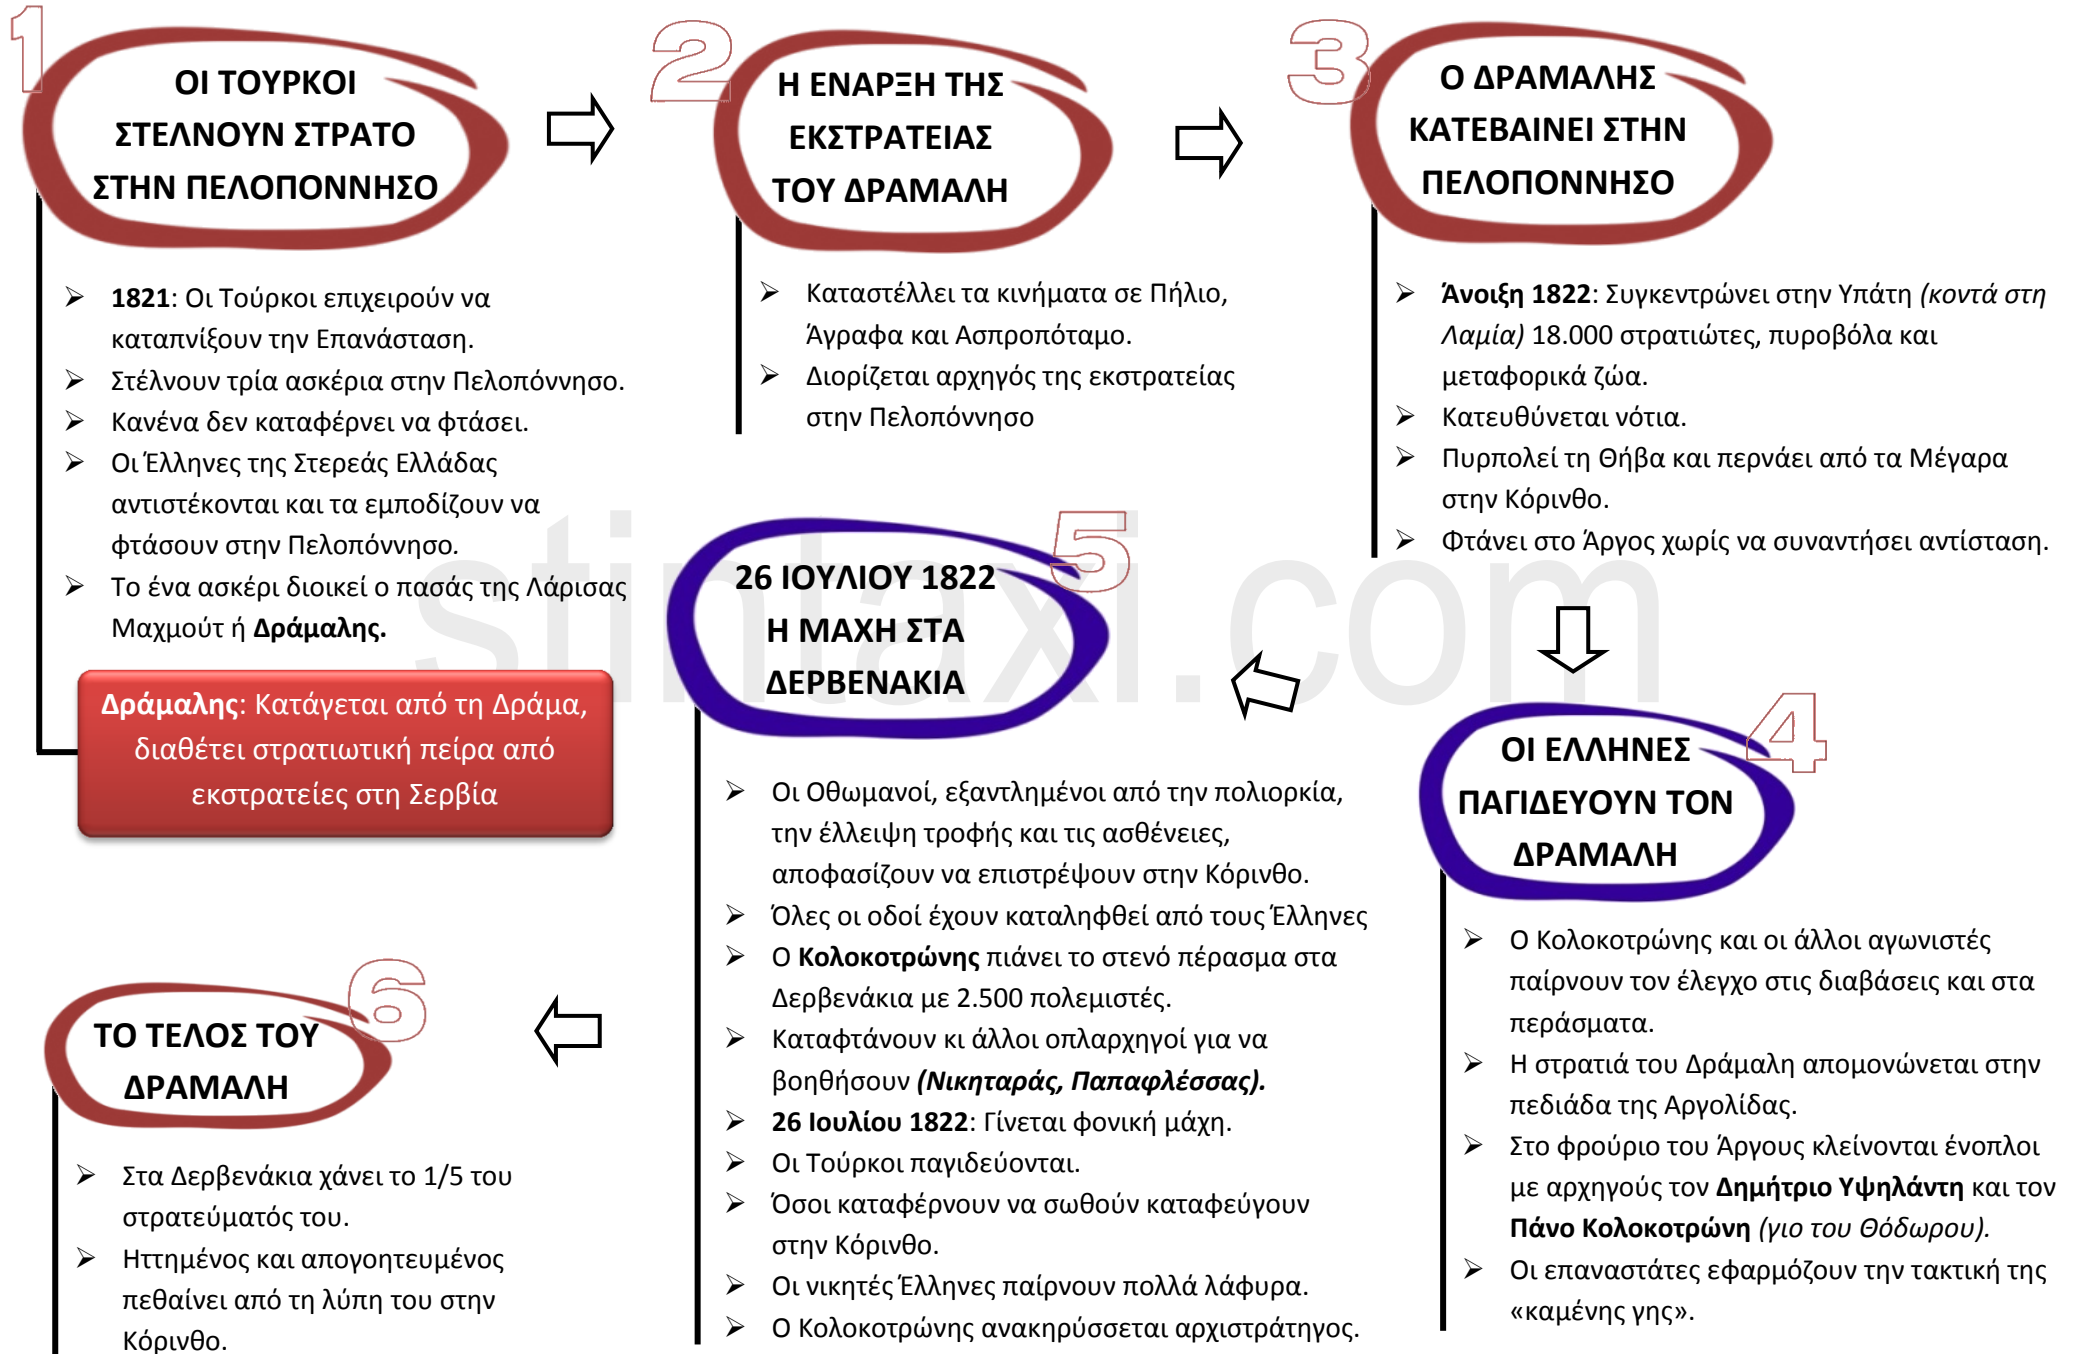 1
ΟΙ ΤΟΥΡΚΟΙ
ΣΤΕΛΝΟΥΝ ΣΤΡΑΤΟ
ΣΤΗΝ ΠΕΛΟΠΟΝΝΗΣΟ
➢ 1821: Οι Τούρκοι επιχειρούν να
καταπνίξουν την Επανάσταση.
➢ Στέλνουν τρία ασκέρια στην Πελοπόννησο.
➢ Κανένα δεν καταφέρνει να φτάσει.
➢ Οι Έλληνες της Στερεάς Ελλάδας
αντιστέκονται και τα εμποδίζουν να
φτάσουν στην Πελοπόννησο.
➢ Το ένα ασκέρι διοικεί ο πασάς της Λάρισας
Μαχμούτ ή Δράμαλης.
Δράμαλης: Κατάγεται από τη Δράμα,
διαθέτει στρατιωτική πείρα από
εκστρατείες στη Σερβία
2
Η ΕΝΑΡΞΗ ΤΗΣ
ΕΚΣΤΡΑΤΕΙΑΣ
ΤΟΥ ΔΡΑΜΑΛΗ
➢ Καταστέλλει τα κινήματα σε Πήλιο,
Άγραφα και Ασπροπόταμο.
➢ Διορίζεται αρχηγός της εκστρατείας
στην Πελοπόννησο
3
Ο ΔΡΑΜΑΛΗΣ
ΚΑΤΕΒΑΙΝΕΙ ΣΤΗΝ
ΠΕΛΟΠΟΝΝΗΣΟ
➢ Άνοιξη 1822: Συγκεντρώνει στην Υπάτη (κοντά στη
Λαμία) 18.000 στρατιώτες, πυροβόλα και
μεταφορικά ζώα.
➢ Κατευθύνεται νότια.
➢ Πυρπολεί τη Θήβα και περνάει από τα Μέγαρα
στην Κόρινθο.
➢ Φτάνει στο Άργος χωρίς να συναντήσει αντίσταση.
4
ΟΙ ΕΛΛΗΝΕΣ
ΠΑΓΙΔΕΥΟΥΝ ΤΟΝ
ΔΡΑΜΑΛΗ
➢ Ο Κολοκοτρώνης και οι άλλοι αγωνιστές
παίρνουν τον έλεγχο στις διαβάσεις και στα
περάσματα.
➢ Η στρατιά του Δράμαλη απομονώνεται στην
πεδιάδα της Αργολίδας.
➢ Στο φρούριο του Άργους κλείνονται ένοπλοι
με αρχηγούς τον Δημήτριο Υψηλάντη και τον
Πάνο Κολοκοτρώνη (γιο του Θόδωρου).
➢ Οι επαναστάτες εφαρμόζουν την τακτική της
«καμένης γης».
5
26 ΙΟΥΛΙΟΥ 1822
Η ΜΑΧΗ ΣΤΑ
ΔΕΡΒΕΝΑΚΙΑ
➢ Οι Οθωμανοί, εξαντλημένοι από την πολιορκία,
την έλλειψη τροφής και τις ασθένειες,
αποφασίζουν να επιστρέψουν στην Κόρινθο.
➢ Όλες οι οδοί έχουν καταληφθεί από τους Έλληνες
➢ Ο Κολοκοτρώνης πιάνει το στενό πέρασμα στα
Δερβενάκια με 2.500 πολεμιστές.
➢ Καταφτάνουν κι άλλοι οπλαρχηγοί για να
βοηθήσουν (Νικηταράς, Παπαφλέσσας).
➢ 26 Ιουλίου 1822: Γίνεται φονική μάχη.
➢ Οι Τούρκοι παγιδεύονται.
➢ Όσοι καταφέρνουν να σωθούν καταφεύγουν
στην Κόρινθο.
➢ Οι νικητές Έλληνες παίρνουν πολλά λάφυρα.
➢ Ο Κολοκοτρώνης ανακηρύσσεται αρχιστράτηγος.
6
ΤΟ ΤΕΛΟΣ ΤΟΥ
ΔΡΑΜΑΛΗ
➢ Στα Δερβενάκια χάνει το 1/5 του
στρατεύματός του.
➢ Ηττημένος και απογοητευμένος
πεθαίνει από τη λύπη του στην
Κόρινθο.
stintaxi.com